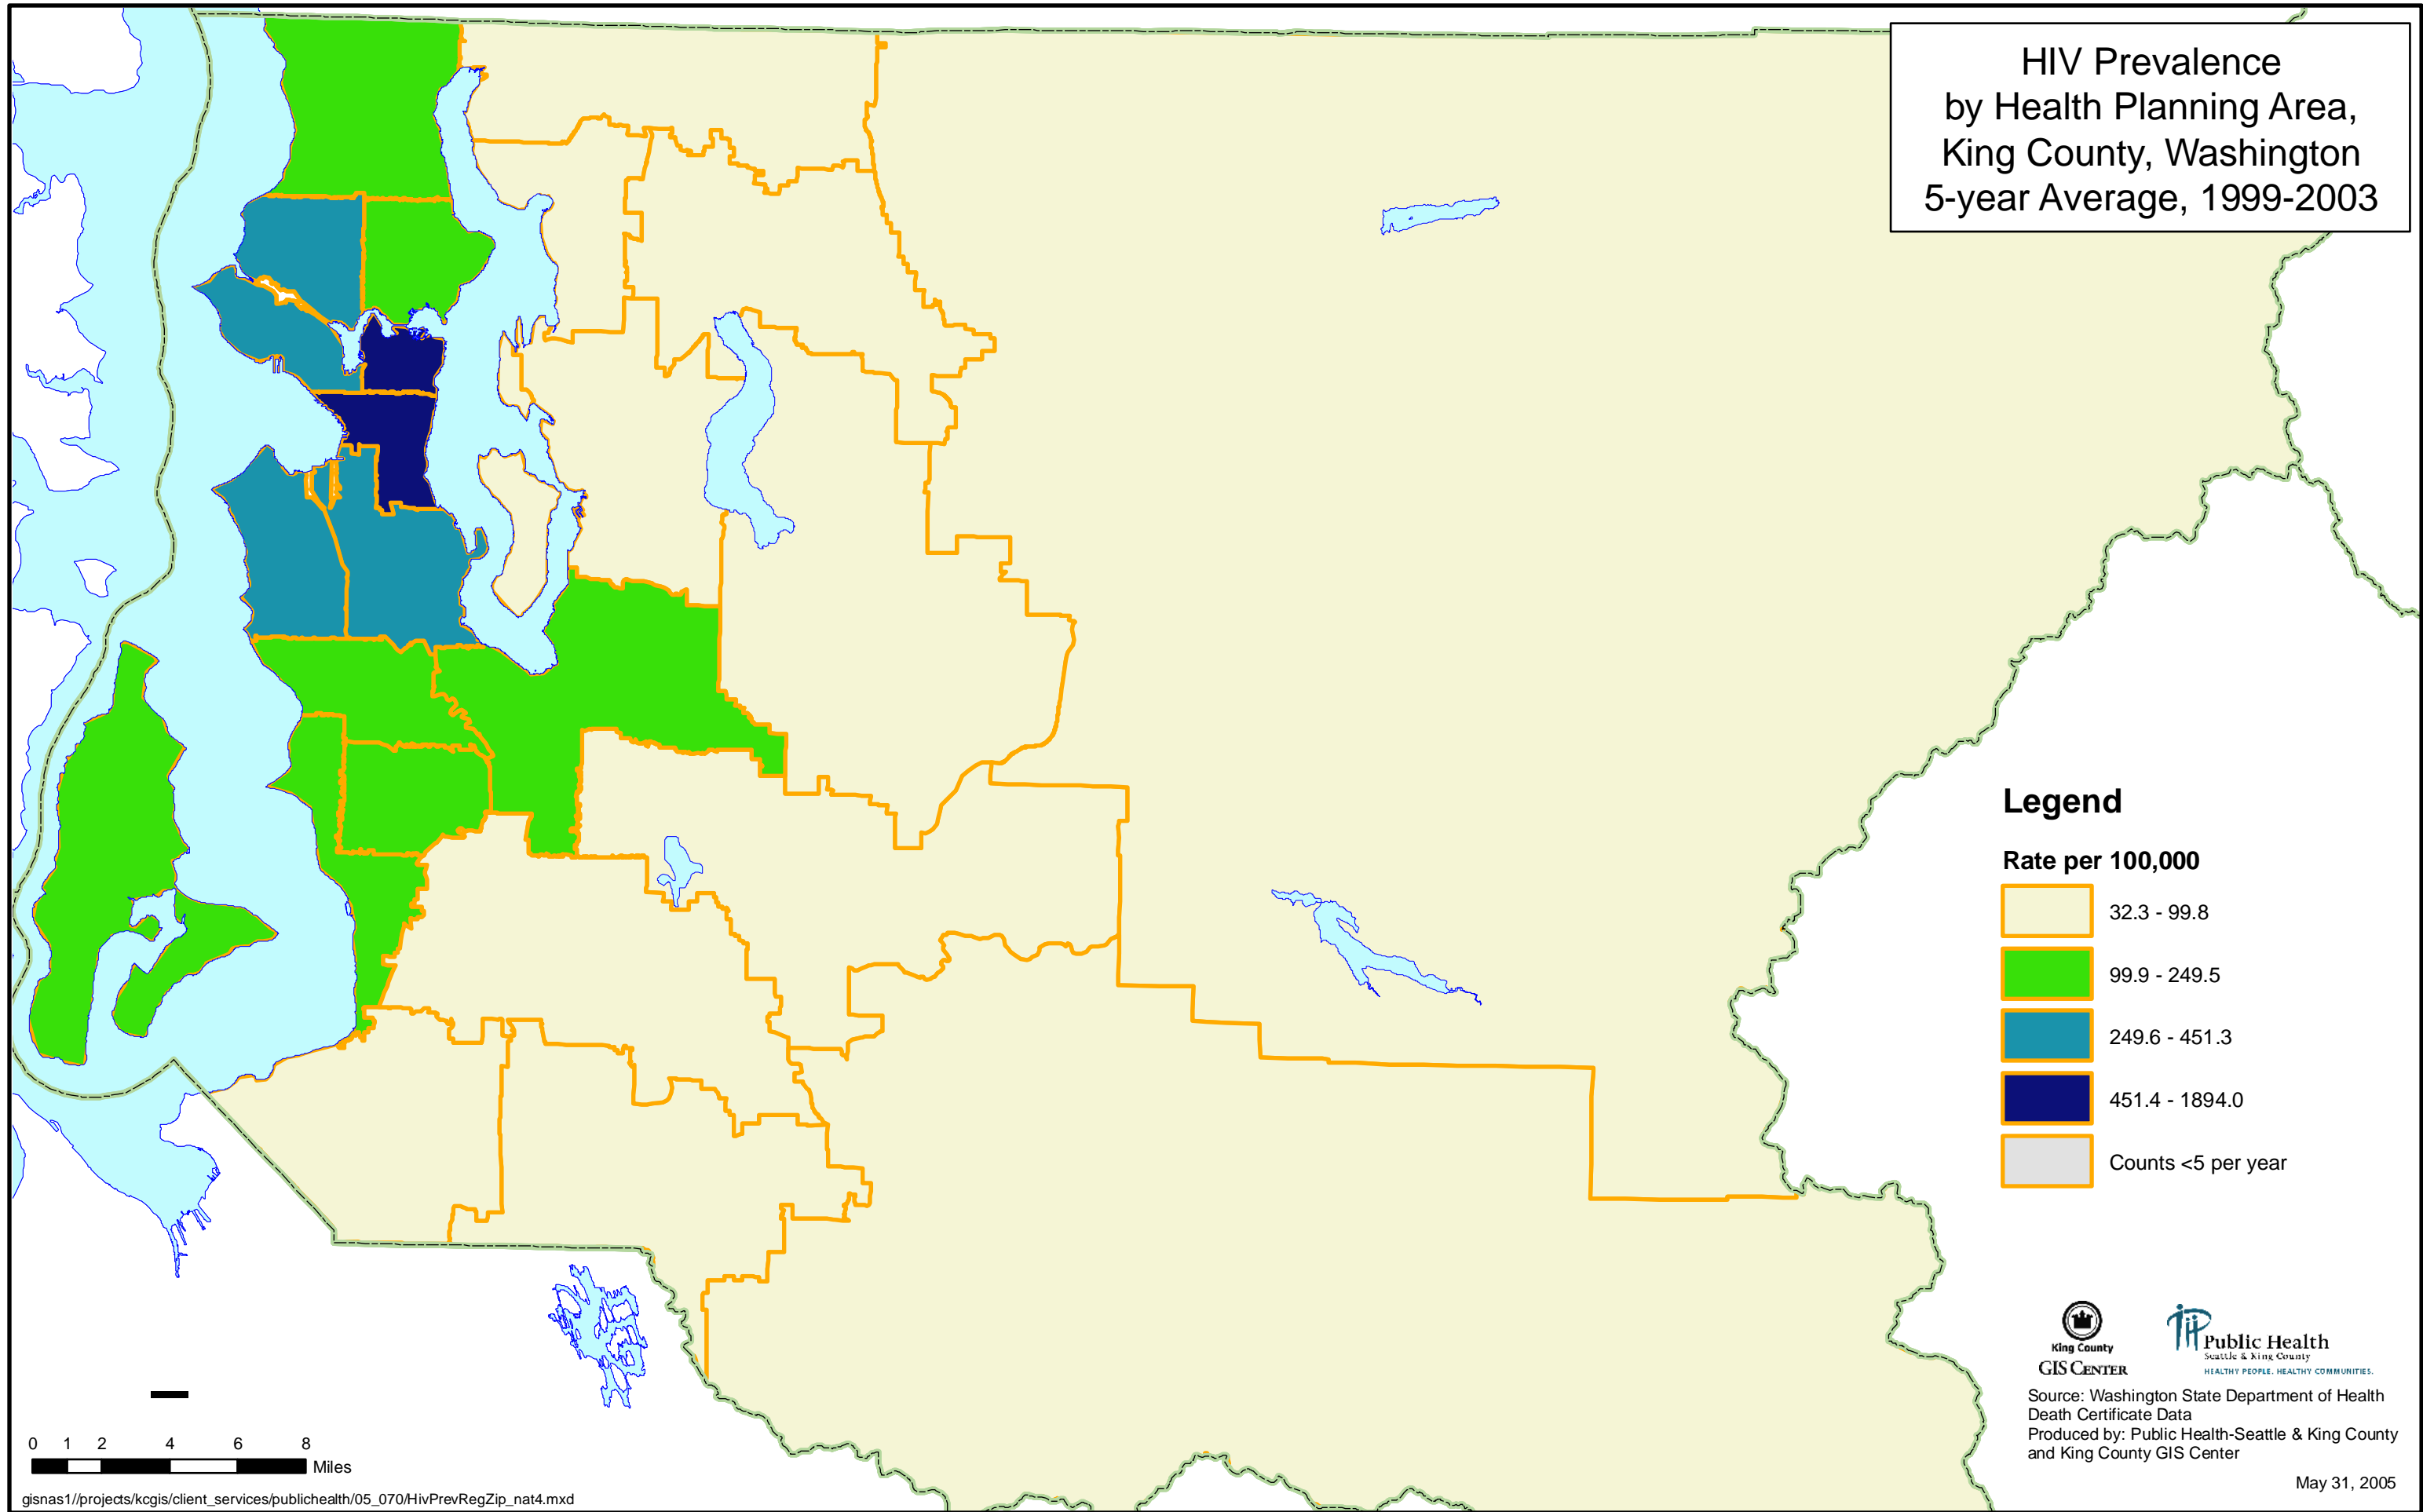 HIV Prevalence
by Health Planning Area,
King County, Washington
5-year Average, 1999-2003
Legend
Rate per 100,000
32.3 - 99.8
99.9 - 249.5
249.6 - 451.3
451.4 - 1894.0
Counts <5 per year
King County
GIS CENTER
Public Health
Seattle & King County
HEALTHY PEOPLE. HEALTHY COMMUNITIES.
Source: Washington State Department of Health
Death Certificate Data
Produced by: Public Health-Seattle & King County
and King County GIS Center
May 31, 2005
0 1 2 4 6 8
Miles
gisnas1//projects/kcgis/client_services/publichealth/05_070/HivPrevRegZip_nat4.mxd